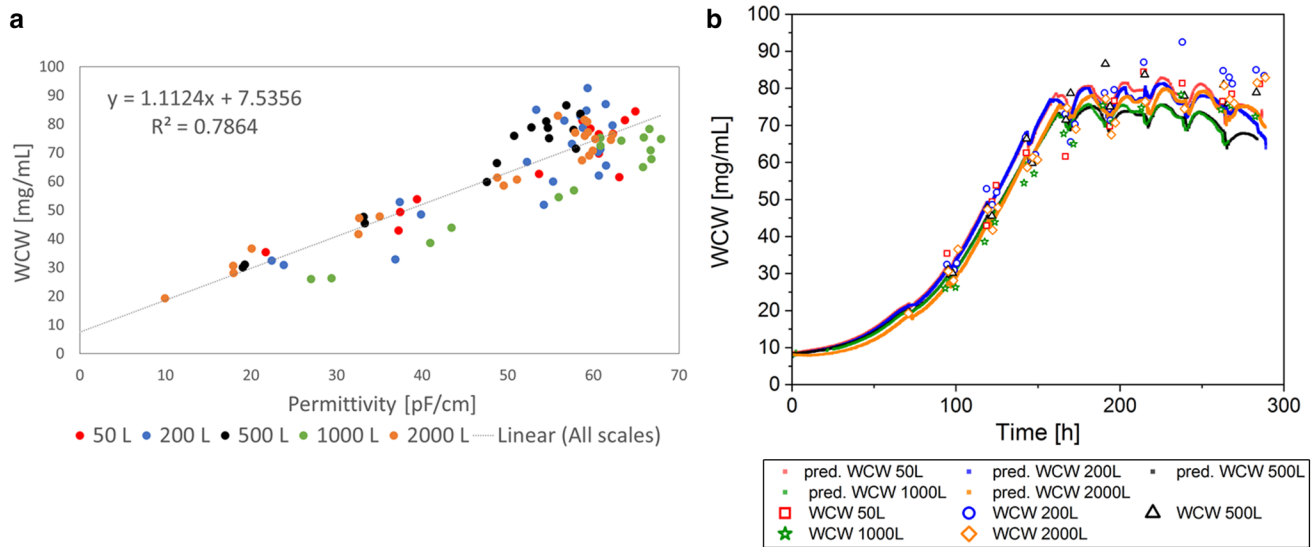 a
y = 1.1124x + 7.5356
R² = 0.7864
WCW [mg/mL]
100
90
80
70
60
50
40
30
20
10
0
0 10 20 30 40 50 60 70
Permittivity [pF/cm]
50 L 200 L 500 L 1000 L 2000 L Linear (All scales)
b
WCW [mg/mL]
100
90
80
70
60
50
40
30
20
10
0
0 100 200 300
Time [h]
pred. WCW 50L pred. WCW 200L pred. WCW 500L
pred. WCW 1000L pred. WCW 2000L
WCW 50L WCW 200L WCW 500L
WCW 1000L WCW 2000L